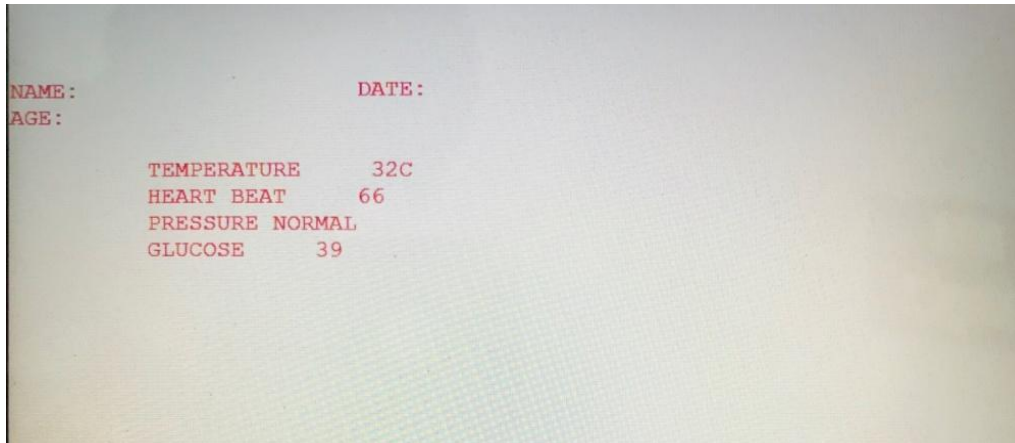 NAME: DATE:
AGE:
TEMPERATURE 32C
HEART BEAT 66
PRESSURE NORMAL
GLUCOSE 39